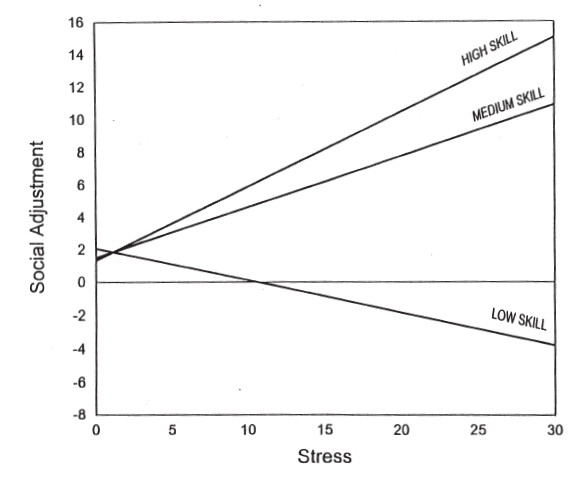 16
14
12
10
8
6
4
2
0
-2
-4
-6
-8
Social Adjustment
HIGH SKILL
MEDIUM SKILL
LOW SKILL
0 5 10 15 20 25 30
Stress